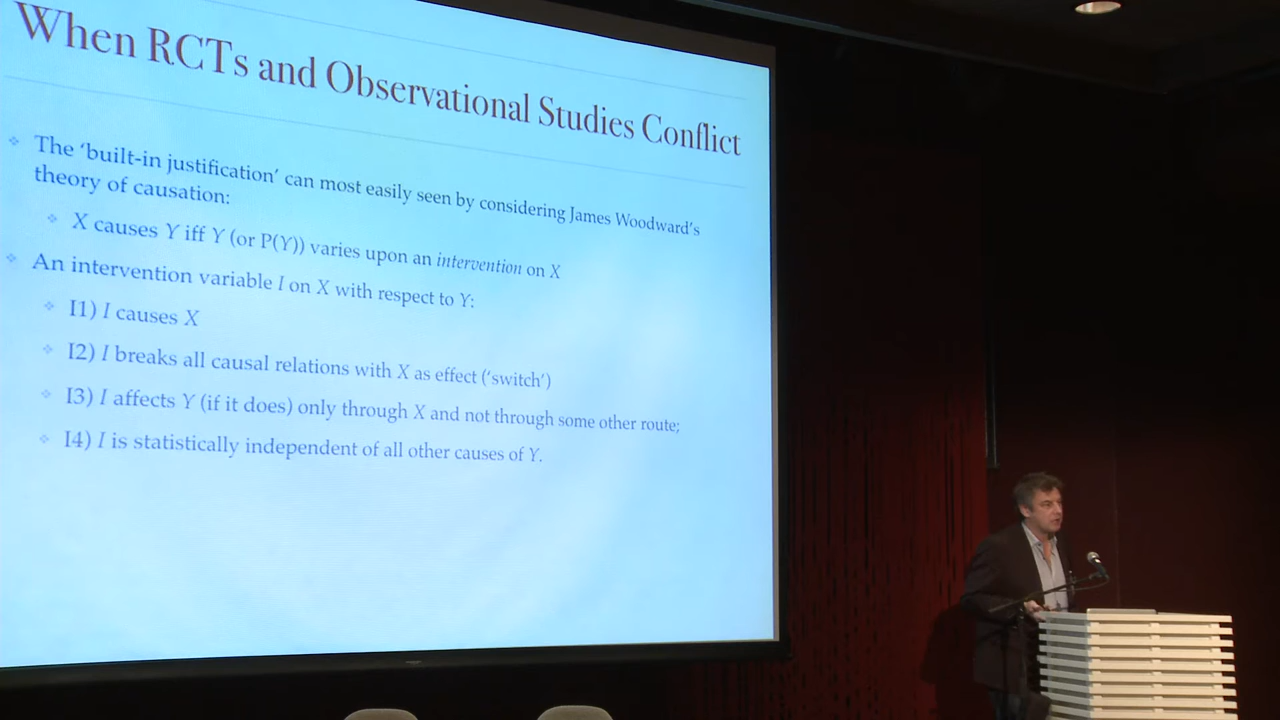 When RCTs and Observational Studies Conflict
The ‘built-in justification’ can most easily seen by considering James Woodward’s
theory of causation:
X causes Y iff Y (or P(Y)) varies upon an intervention on X
An intervention variable I on X with respect to Y:
I1) I causes X
I2) I breaks all causal relations with X as effect (‘switch’)
I3) I affects Y (if it does) only through X and not through some other route;
I4) I is statistically independent of all other causes of Y.